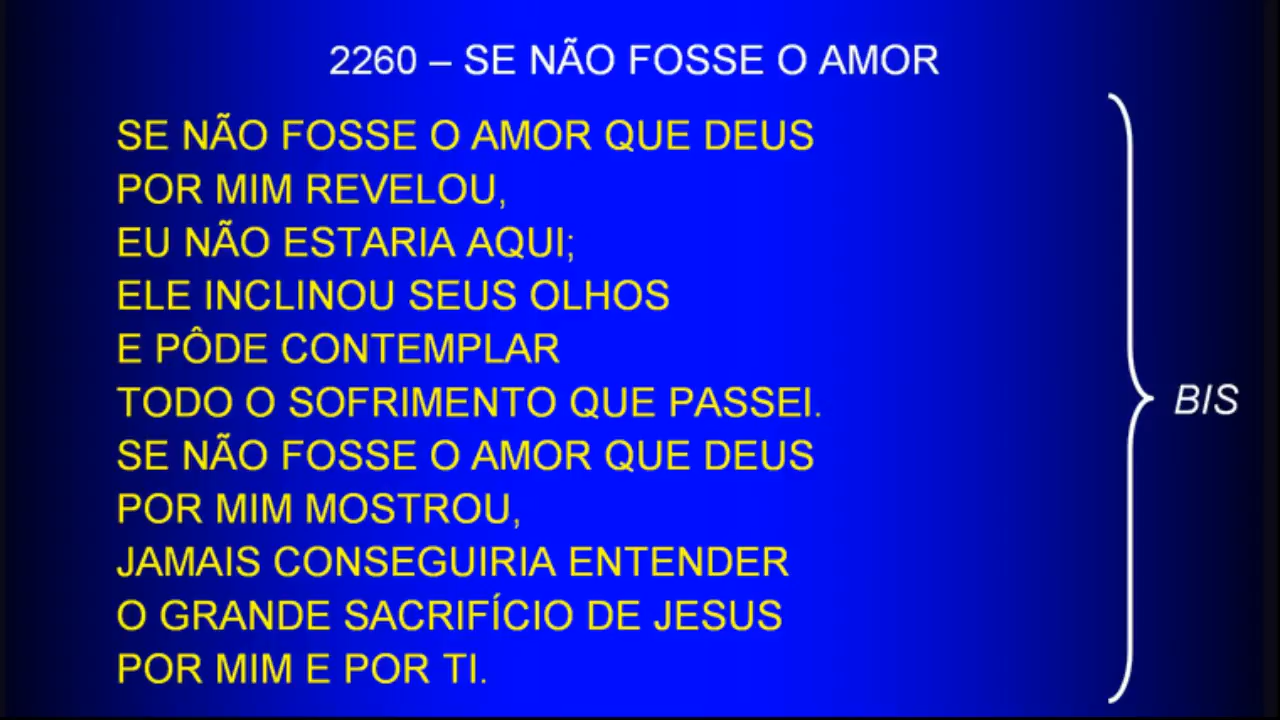 2260 – SE NÃO FOSSE O AMOR
SE NÃO FOSSE O AMOR QUE DEUS
POR MIM REVELOU,
EU NÃO ESTARIA AQUI;
ELE INCLINOU SEUS OLHOS
E PÔDE CONTEMPLAR
TODO O SOFRIMENTO QUE PASSEI.
SE NÃO FOSSE O AMOR QUE DEUS
POR MIM MOSTROU,
JAMAIS CONSEGUIRIA ENTENDER
O GRANDE SACRIFÍCIO DE JESUS
POR MIM E POR TI.
BIS